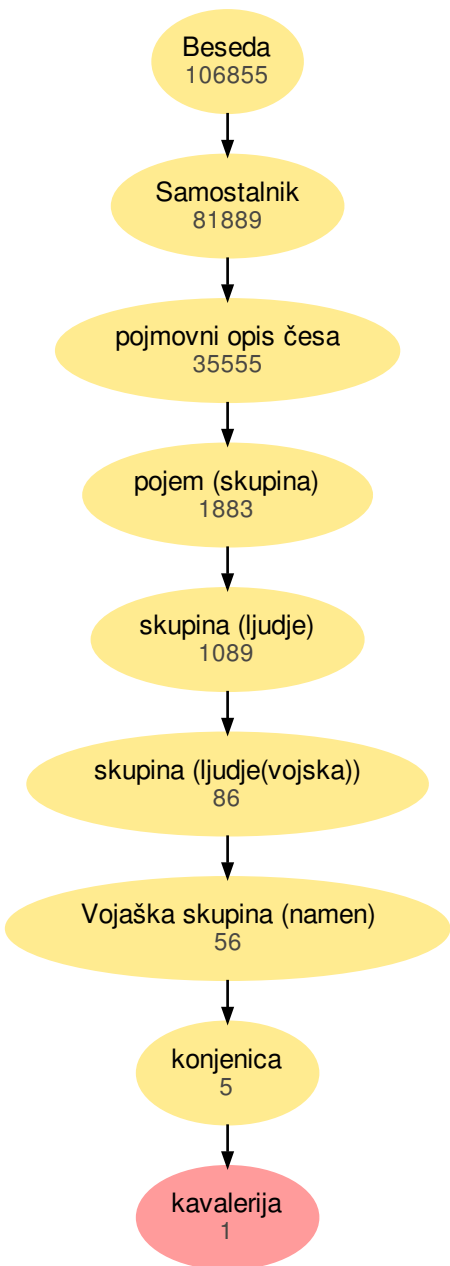 Beseda
106855
Samostalnik
81889
pojmovni opis česa
35555
pojem (skupina)
1883
skupina (ljudje)
1089
skupina (ljudje(vojska))
86
Vojaška skupina (namen)
56
konjenica
5
kavalerija
1